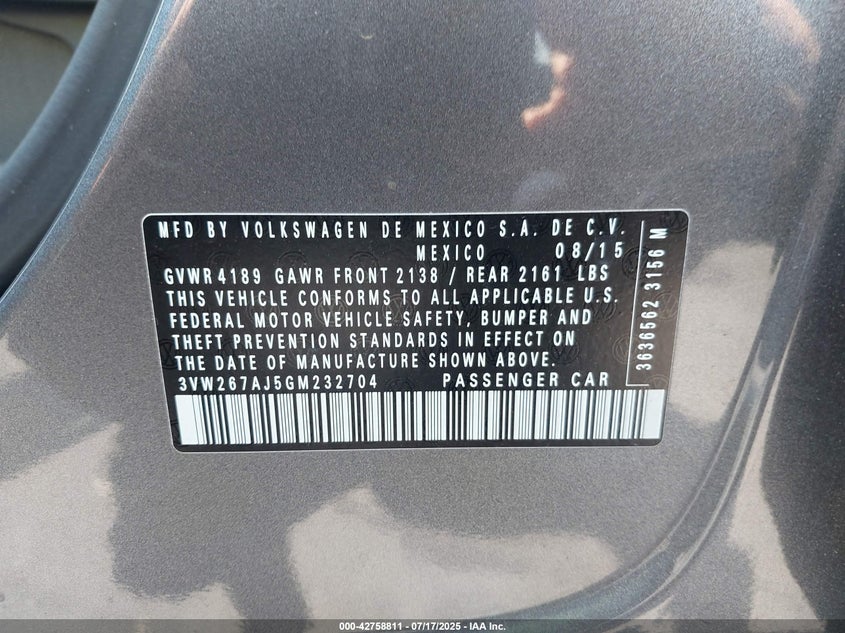 MFD BY VOLKSWAGEN DE MEXICO S.A. DE C.V.
MEXICO 08/15
GVWR 4189 GAWR FRONT 2138 / REAR 2161 LBS
THIS VEHICLE CONFORMS TO ALL APPLICABLE U.S.
FEDERAL MOTOR VEHICLE SAFETY, BUMPER AND
THEFT PREVENTION STANDARDS IN EFFECT ON
THE DATE OF MANUFACTURE SHOWN ABOVE.
3VW267AJ5GM232704 PASSENGER CAR
3636562 3156 M
000-42758811 - 07/17/2025 - IAA Inc.